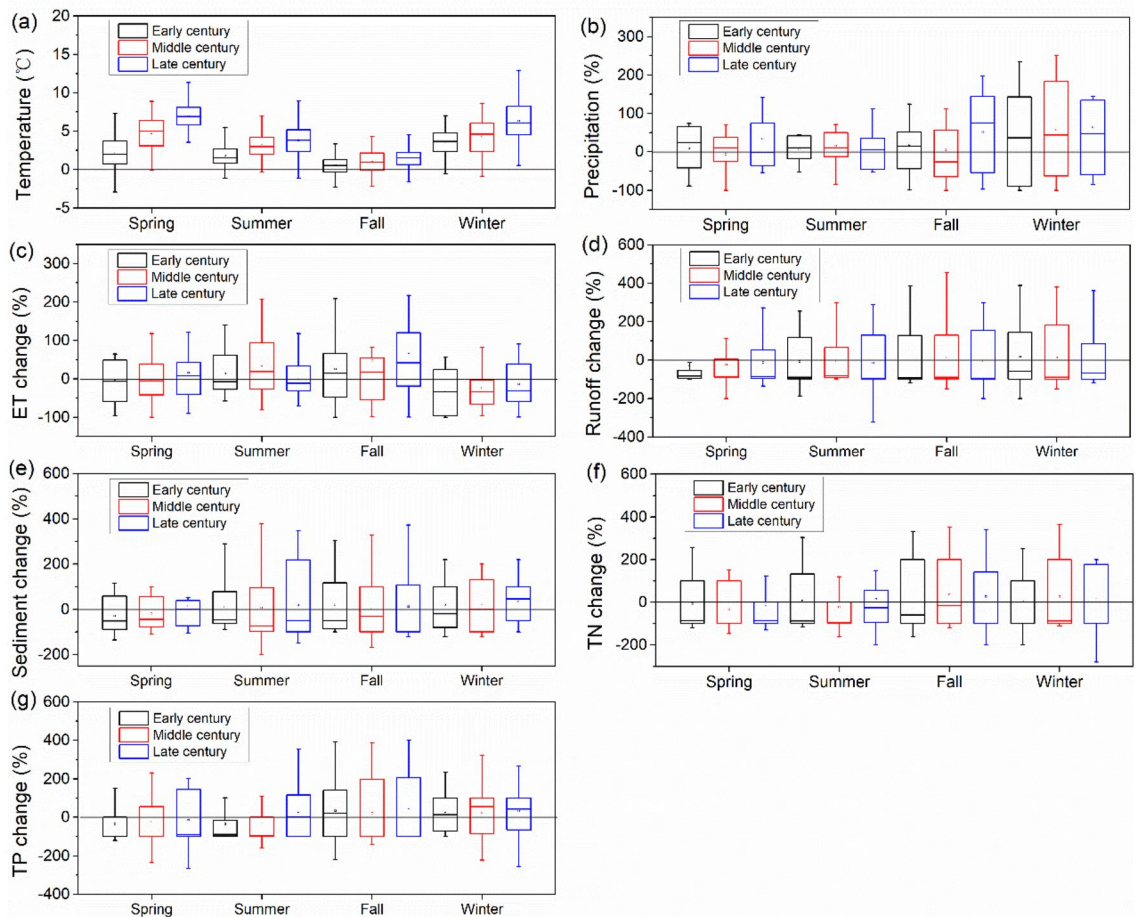 (a)
Temperature (℃)
20
15
10
5
0
-5
Early century
Middle century
Late century
Spring Summer Fall Winter
(b)
Precipitation (%)
300
200
100
0
-100
Early century
Middle century
Late century
Spring Summer Fall Winter
(c)
ET change (%)
300
200
100
0
-100
Early century
Middle century
Late century
Spring Summer Fall Winter
(d)
Runoff change (%)
600
400
200
0
-200
-400
Early century
Middle century
Late century
Spring Summer Fall Winter
(e)
Sediment change (%)
600
400
200
0
-200
Early century
Middle century
Late century
Spring Summer Fall Winter
(f)
TN change (%)
600
400
200
0
-200
Early century
Middle century
Late century
Spring Summer Fall Winter
(g)
TP change (%)
600
400
200
0
-200
-400
Early century
Middle century
Late century
Spring Summer Fall Winter